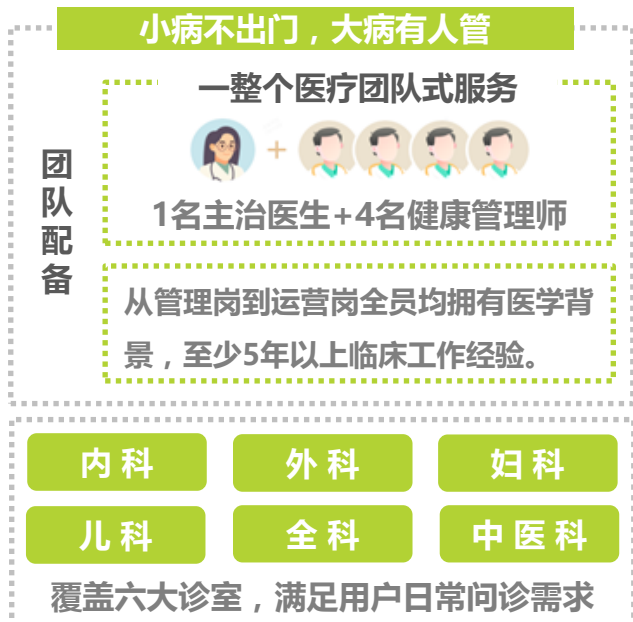 小病不出门，大病有人管
一整个医疗团队式服务
+
1名主治医生+4名健康管理师
团队配备
从管理岗到运营岗全员均拥有医学背
景，至少5年以上临床工作经验。
内科 外科 妇科
儿科 全科 中医科
覆盖六大诊室，满足用户日常问诊需求